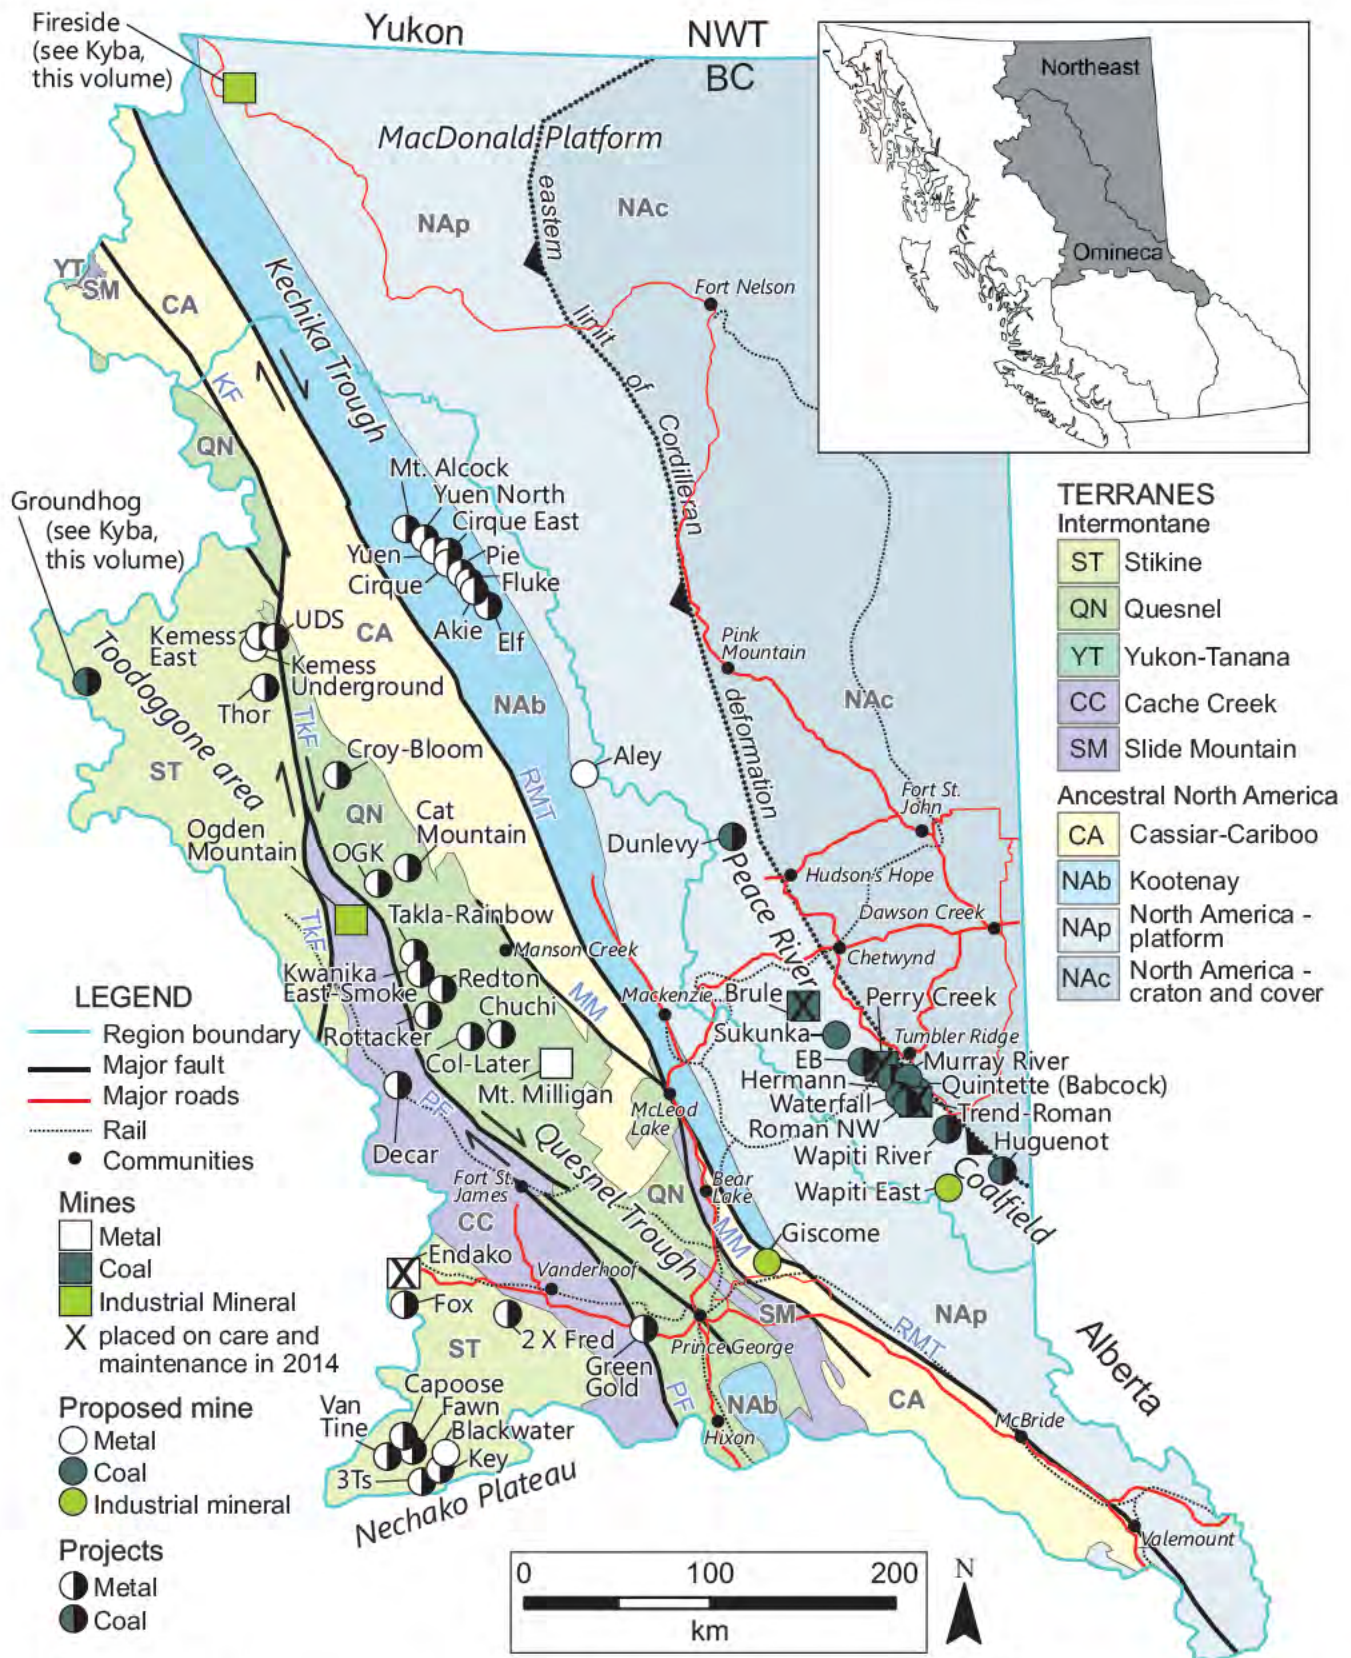 Fireside
(see Kyba,
this volume)
Yukon
NWT
BC
MacDonald Platform
NAp
NAc
eastern
limit
of
Cordilleran
deformation
Northeast
Omineca
Fort Nelson
YT
SM
CA
Kechika Trough
KF
QN
Groundhog
(see Kyba,
this volume)
Mt. Alcock
Yuen North
Cirque East
Yuen
Pie
Cirque
Fluke
Akie
Elf
Toodoggone area
Kemess
East
UDS
CA
Kemess
Underground
Thor
TkF
NAb
Pink
Mountain
NAc
ST
Croy-Bloom
RMT
Aley
QN
Cat
Mountain
Ogden
Mountain
OGK
Dunlevy
Fort St.
John
Peace River
Hudson's Hope
Takla-Rainbow
Dawson Creek
TkF
Manson Creek
Chetwynd
Kwanika
Redton
East-Smoke
Chuchi
MM
Mackenzie
Brule
Perry Creek
Rottacker
Sukunka
Tumbler Ridge
Col-Later
EB
Murray River
Mt. Milligan
Hermann
Quintette (Babcock)
Waterfall
PF
McLeod
Lake
Trend-Roman
Roman NW
Huguenot
Decar
Quesnel Trough
Wapiti River
Coalfield
Fort St.
James
QN
Bear
Lake
Wapiti East
CC
MM
Giscome
Endako
Vanderhoof
Fox
SM
NAp
2 X Fred
RMT
ST
Prince George
Alberta
Green
Gold
Capoose
PF
NAb
CA
Van
Tine
Fawn
McBride
Blackwater
Hixon
Key
3Ts
Nechako Plateau
Valemount
TERRANES
Intermontane
ST Stikine
QN Quesnel
YT Yukon-Tanana
CC Cache Creek
SM Slide Mountain
Ancestral North America
CA Cassiar-Cariboo
NAb Kootenay
NAp North America -
platform
NAc North America -
craton and cover
LEGEND
Region boundary
Major fault
Major roads
Rail
Communities
Mines
Metal
Coal
Industrial Mineral
X placed on care and
maintenance in 2014
Proposed mine
Metal
Coal
Industrial mineral
Projects
Metal
Coal
0 100 200
km
N